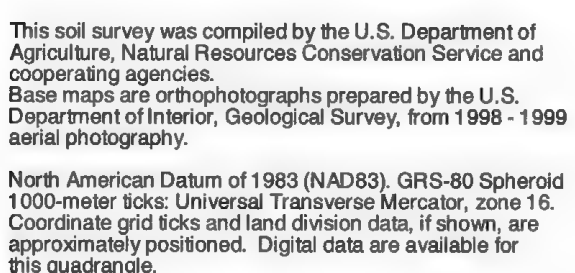 This soil survey was compiled by the U.S. Department of
Agriculture, Natural Resources Conservation Service and
cooperating agencies.
Base maps are orthophotographs prepared by the U.S.
Department of Interior, Geological Survey, from 1998 - 1999
aerial photography.
North American Datum of 1983 (NAD83). GRS-80 Spheroid
1000-meter ticks: Universal Transverse Mercator, zone 16.
Coordinate grid ticks and land division data, if shown, are
approximately positioned. Digital data are available for
this quadrangle.